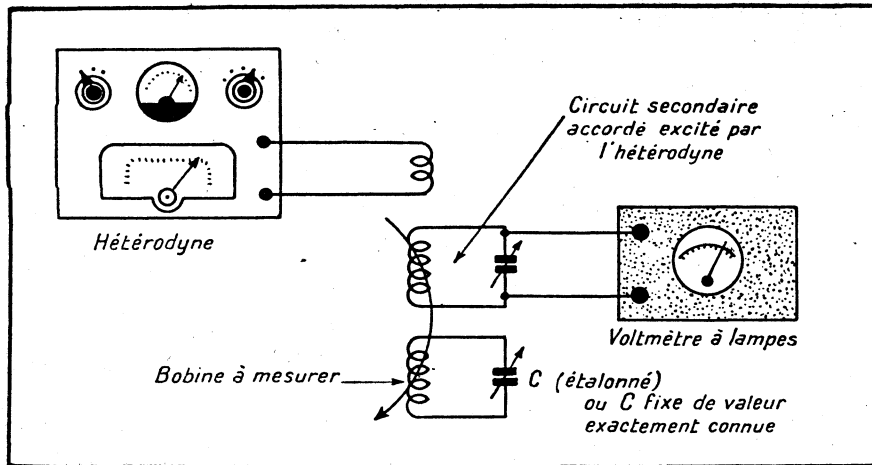 Circuit secondaire
accordé excité par
l'hétérodyne
Hétérodyne
Voltmètre à lampes
Bobine à mesurer
C (étalonné)
ou C fixe de valeur
exactement connue